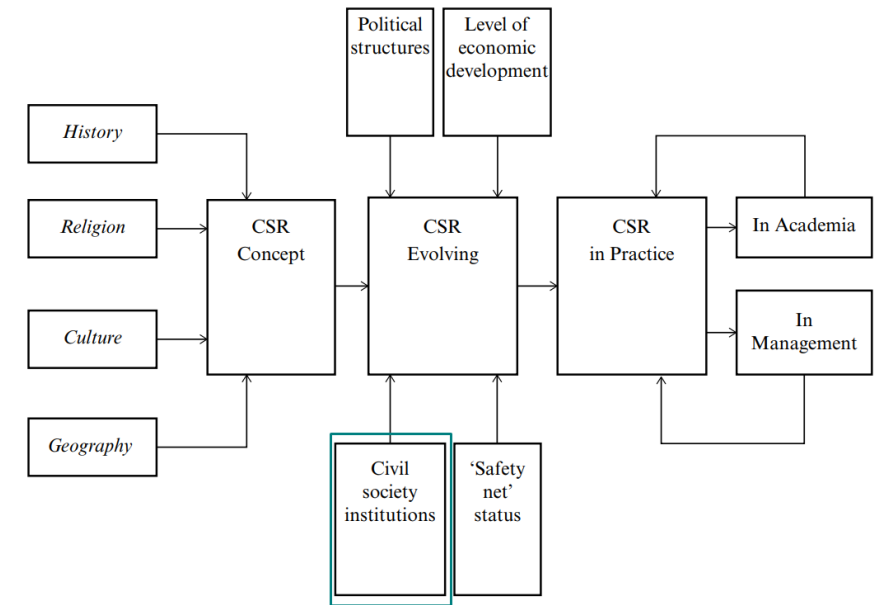 Political
structures
Level of
economic
development
History
Religion
Culture
Geography
CSR
Concept
CSR
Evolving
CSR
in Practice
In Academia
In
Management
Civil
society
institutions
‘Safety
net’
status